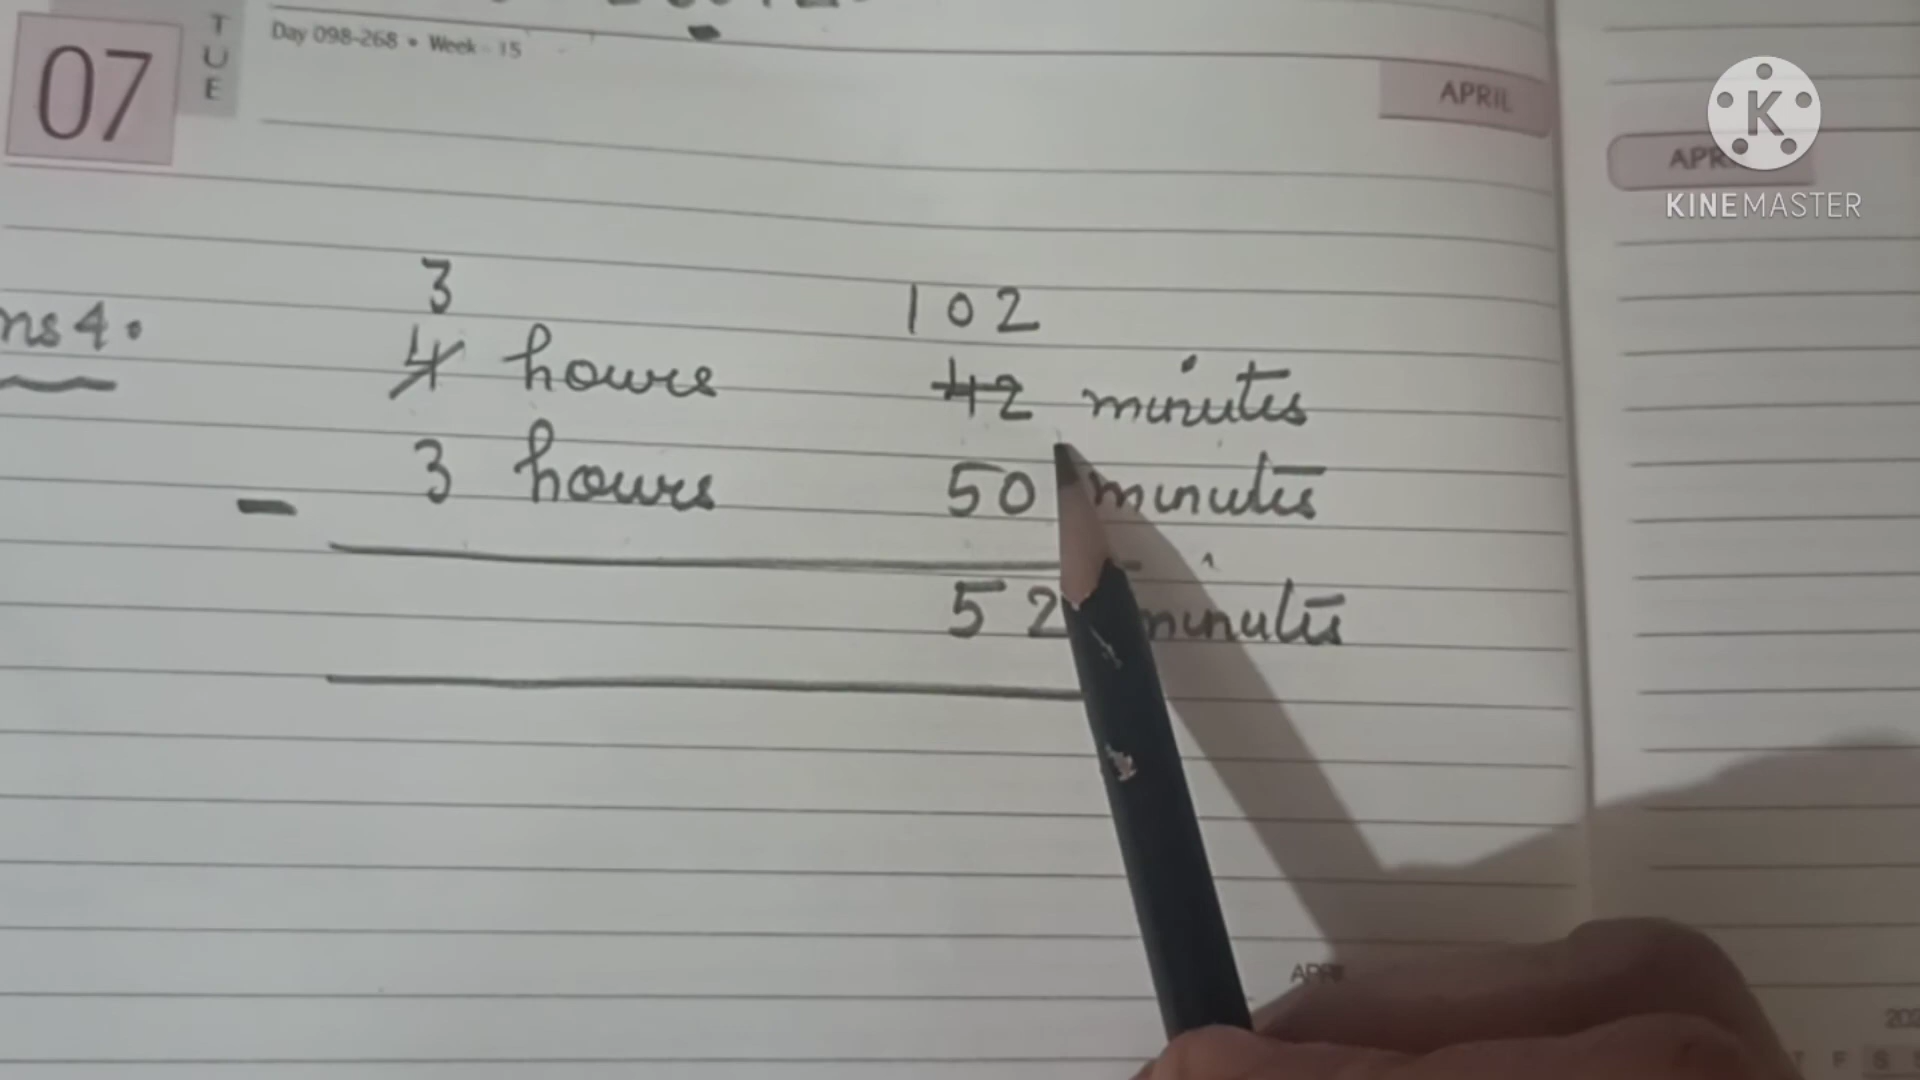 07
TUE
Day 098-268 • Week - 15
APRIL
KINEMASTER
3 102
ns 4. 4 hours 42 minutes
- 3 hours 50 minutes
52 minutes